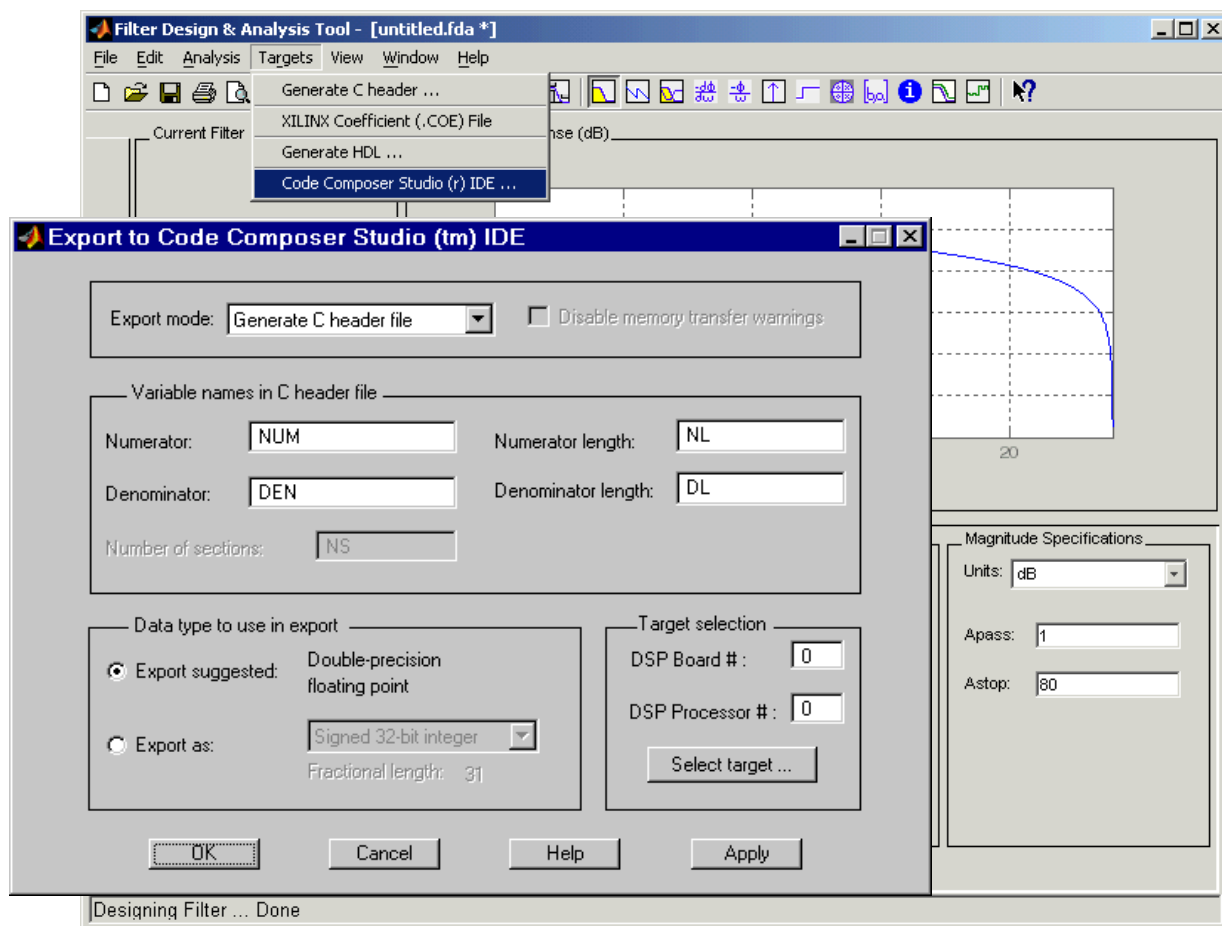 Filter Design & Analysis Tool - [untitled.fda *]
File Edit Analysis Targets View Window Help
Generate C header ...
XILINX Coefficient (.COE) File
Generate HDL ...
Code Composer Studio (r) IDE ...
Current Filter
nse (dB)
20
Export to Code Composer Studio (tm) IDE
Export mode: Generate C header file
Disable memory transfer warnings
Variable names in C header file
Numerator: NUM
Numerator length: NL
Denominator: DEN
Denominator length: DL
Number of sections: NS
Data type to use in export
Export suggested: Double-precision
floating point
Export as: Signed 32-bit integer
Fractional length: 31
Target selection
DSP Board # : 0
DSP Processor # : 0
Select target ...
OK Cancel Help Apply
Magnitude Specifications
Units: dB
Apass: 1
Astop: 80
Designing Filter ... Done